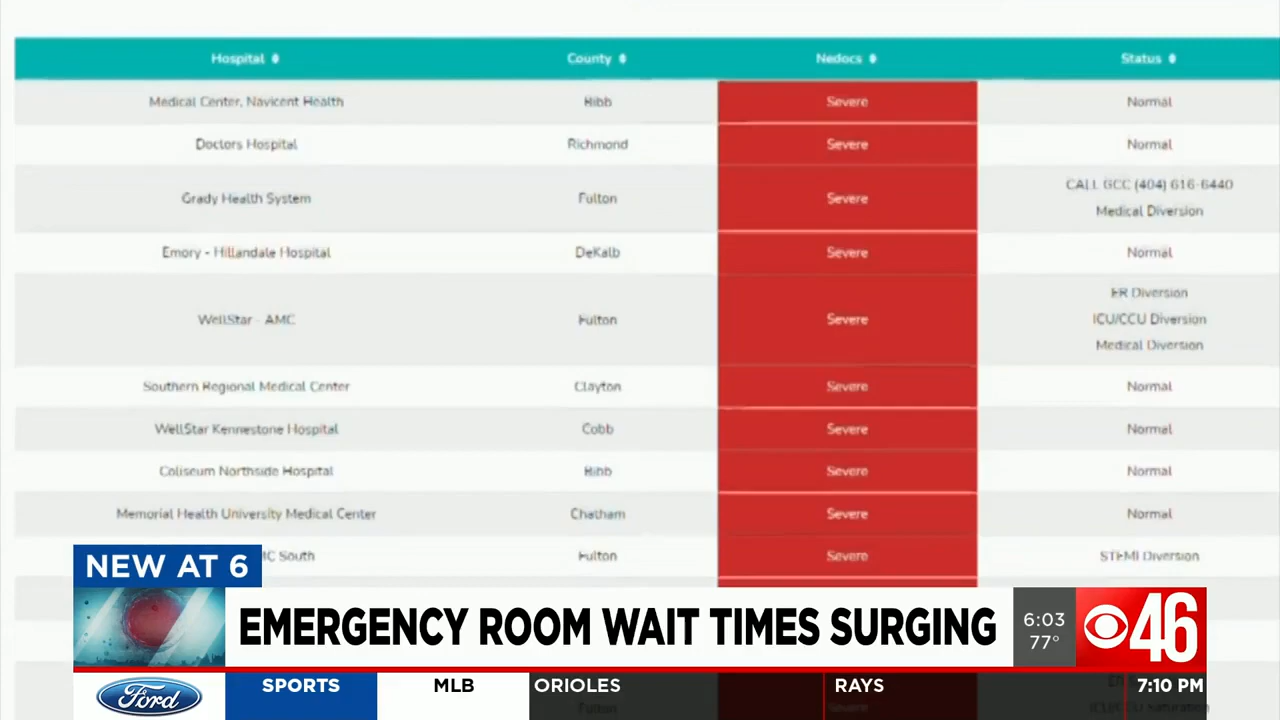 Hospital County Nedocs Status
Medical Center, Navicent Health Bibb Severe Normal
Doctors Hospital Richmond Severe Normal
Grady Health System Fulton Severe CALL GCC (404) 616-6440
Medical Diversion
Emory - Hillandale Hospital DeKalb Severe Normal
WellStar - AMC Fulton Severe ER Diversion
ICU/CCU Diversion
Medical Diversion
Southern Regional Medical Center Clayton Severe Normal
WellStar Kennestone Hospital Cobb Severe Normal
Coliseum Northside Hospital Bibb Severe Normal
Memorial Health University Medical Center Chatham Severe Normal
South Fulton Severe STEMI Diversion
NEW AT 6
EMERGENCY ROOM WAIT TIMES SURGING
6:03
77°
46
Ford SPORTS MLB ORIOLES RAYS 7:10 PM
Fulton Severe